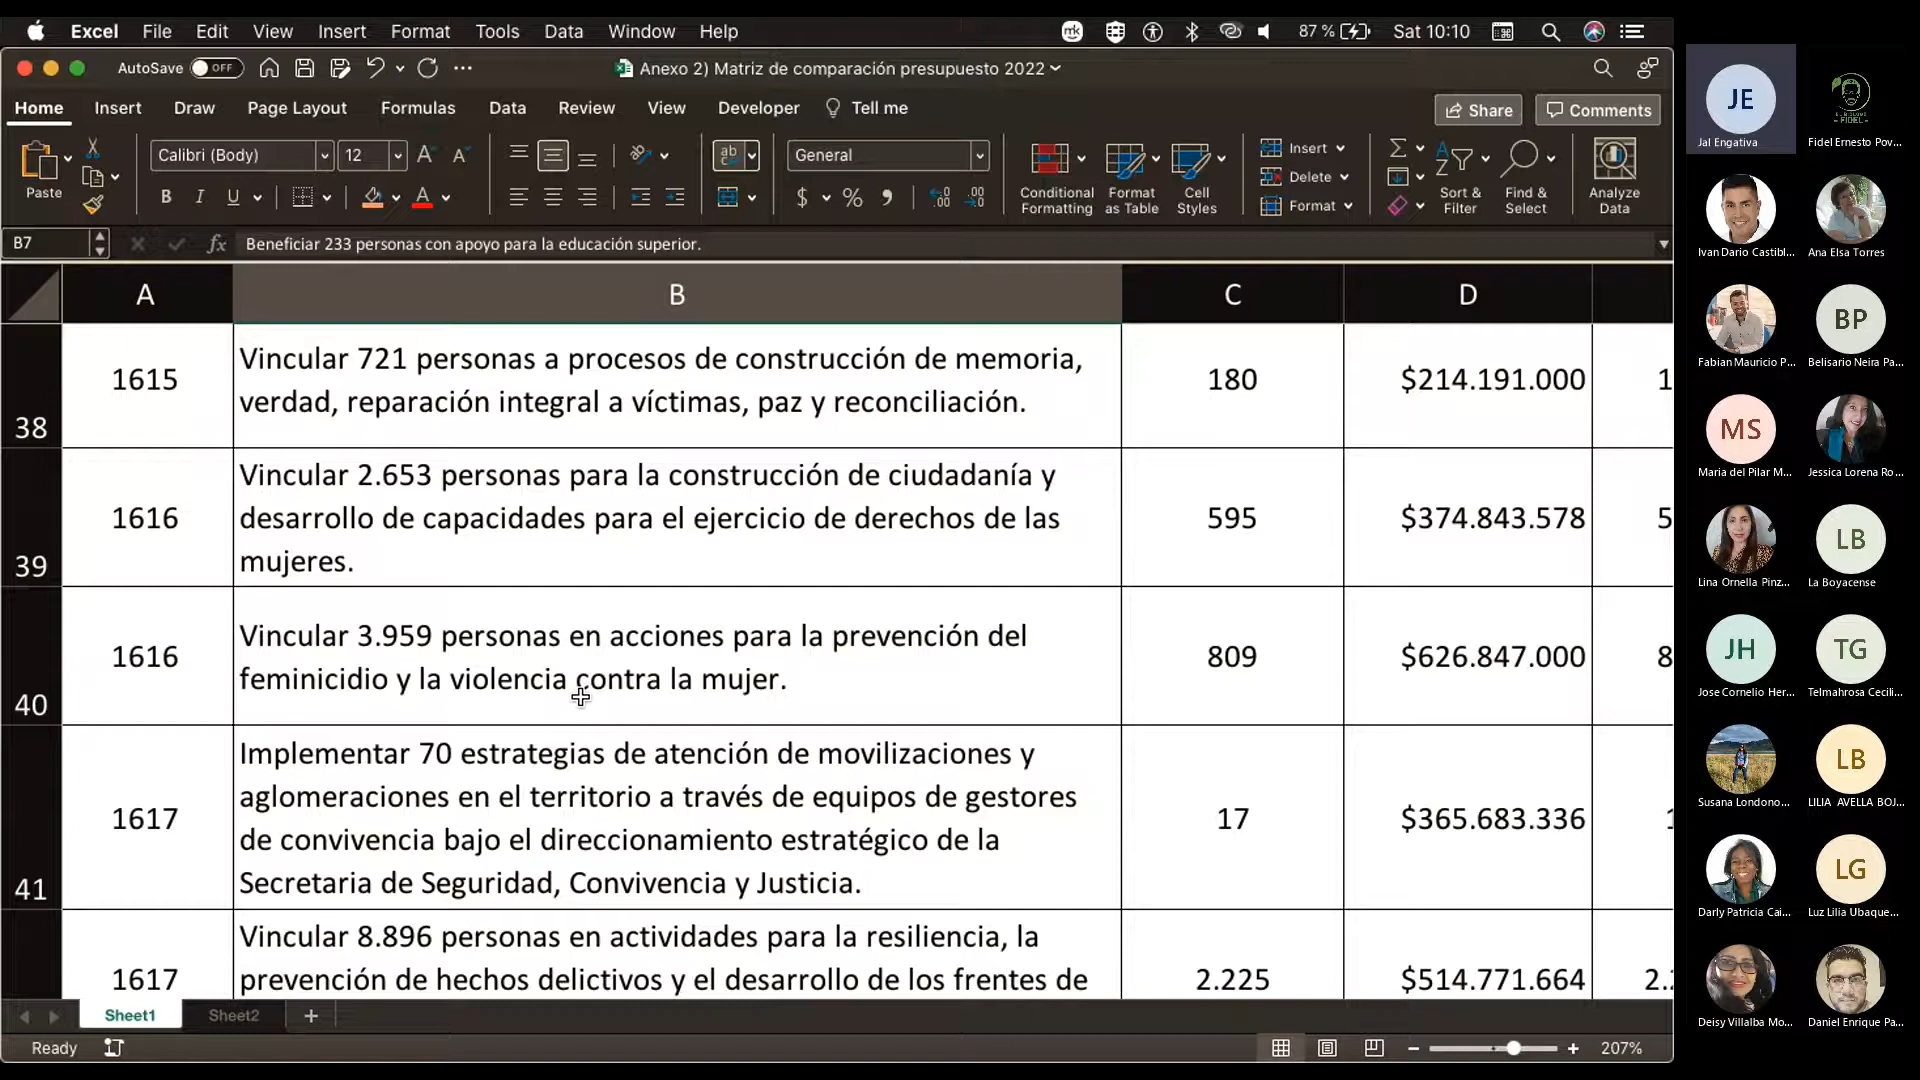 Excel File Edit View Insert Format Tools Data Window Help mk 87 % Sat 10:10
AutoSave OFF Anexo 2) Matriz de comparación presupuesto 2022
Home Insert Draw Page Layout Formulas Data Review View Developer Tell me Share Comments
Paste Calibri (Body) 12 A A ab General Insert Delete Format
B I U A $ % Conditional Formatting Format as Table Cell Styles Sort & Filter Find & Select Analyze Data
B7 fx Beneficiar 233 personas con apoyo para la educación superior.
A B C D
38 1615 Vincular 721 personas a procesos de construcción de memoria, 180 $214.191.000 1
verdad, reparación integral a víctimas, paz y reconciliación.
39 1616 Vincular 2.653 personas para la construcción de ciudadanía y 595 $374.843.578 5
desarrollo de capacidades para el ejercicio de derechos de las
mujeres.
40 1616 Vincular 3.959 personas en acciones para la prevención del 809 $626.847.000 8
feminicidio y la violencia contra la mujer.
41 1617 Implementar 70 estrategias de atención de movilizaciones y 17 $365.683.336 1
aglomeraciones en el territorio a través de equipos de gestores
de convivencia bajo el direccionamiento estratégico de la
Secretaria de Seguridad, Convivencia y Justicia.
1617 Vincular 8.896 personas en actividades para la resiliencia, la 2.225 $514.771.664 2.
prevención de hechos delictivos y el desarrollo de los frentes de
Sheet1 Sheet2 +
Ready 207%
JE
Jal Engativa
FIDEL
Fidel Ernesto Pov...
Ivan Dario Castibl...
Ana Elsa Torres
Fabian Mauricio P...
BP
Belisario Neira Pa...
MS
Maria del Pilar M...
Jessica Lorena Ro...
Lina Ornella Pinz...
LB
La Boyacense
JH
Jose Cornelio Her...
TG
Telmahrosa Cecili...
Susana Londono...
LB
LILIA AVELLA BOJ...
Darly Patricia Cai...
LG
Luz Lilia Ubaque...
Deisy Villalba Mo...
Daniel Enrique Pa...